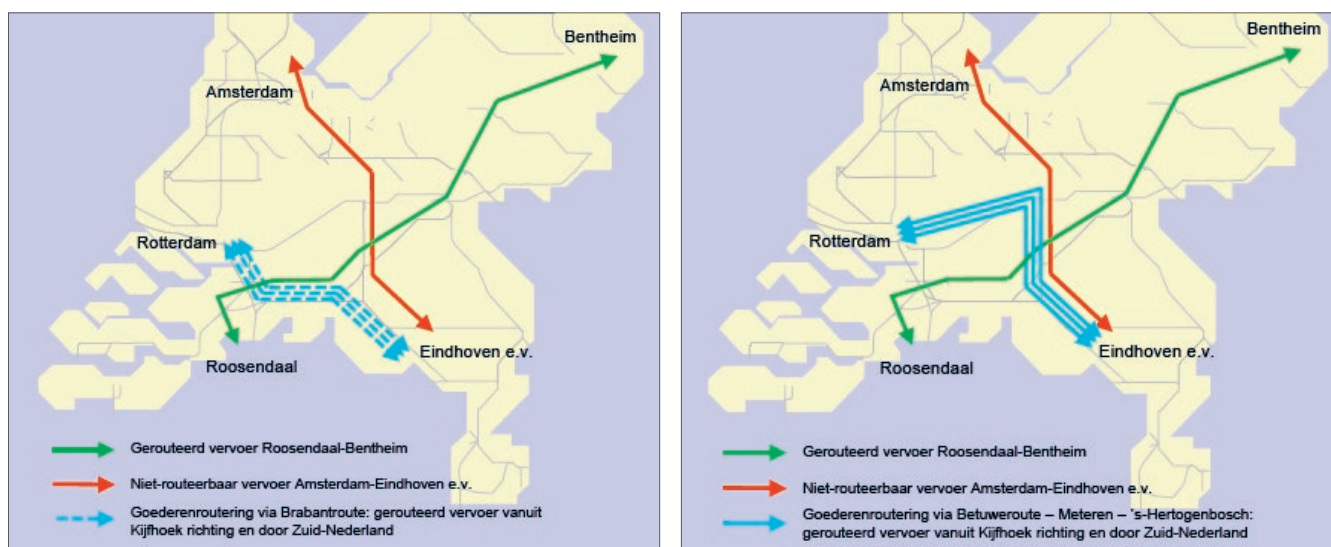 Bentheim
Amsterdam
Rotterdam
Eindhoven e.v.
Roosendaal
Gerouteerd vervoer Roosendaal-Bentheim
Niet-routeerbaar vervoer Amsterdam-Eindhoven e.v.
Goederenroutering via Brabantroute: gerouteerd vervoer vanuit
Kijfhoek richting en door Zuid-Nederland
Bentheim
Amsterdam
Rotterdam
Eindhoven e.v.
Roosendaal
Gerouteerd vervoer Roosendaal-Bentheim
Niet-routeerbaar vervoer Amsterdam-Eindhoven e.v.
Goederenroutering via Betuweroute – Meteren – 's-Hertogenbosch:
gerouteerd vervoer vanuit Kijfhoek richting en door Zuid-Nederland